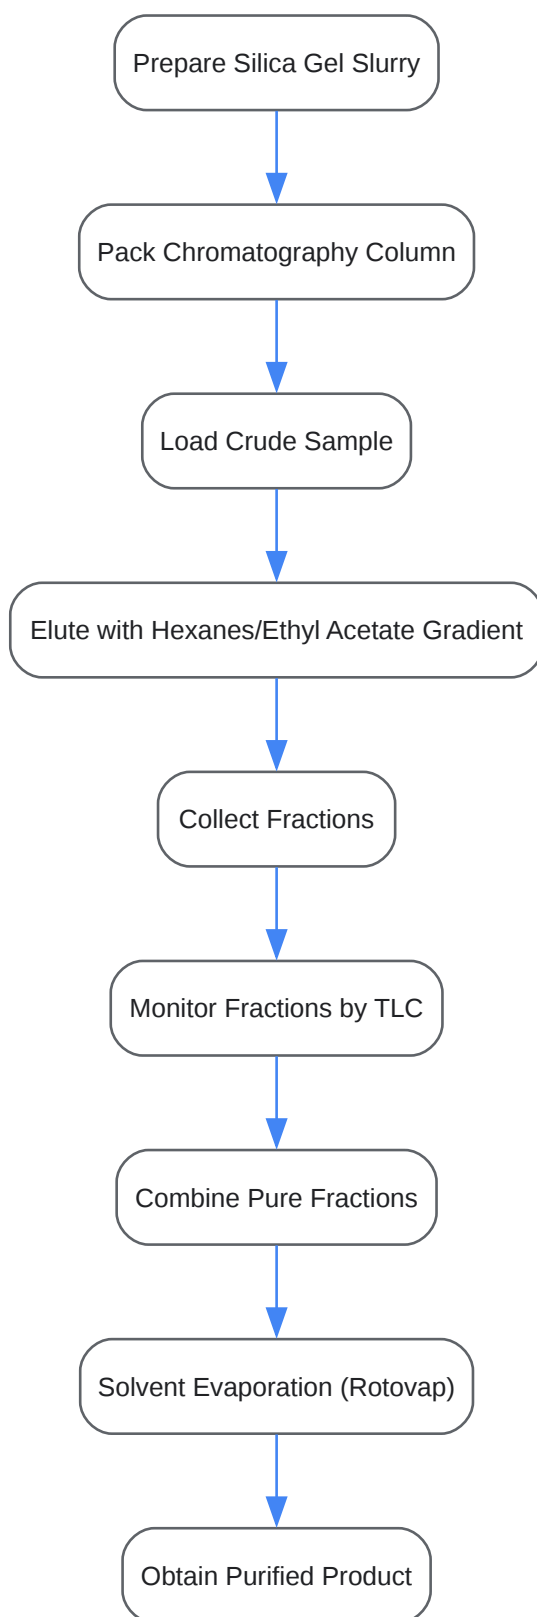 Prepare Silica Gel Slurry
Pack Chromatography Column
Load Crude Sample
Elute with Hexanes/Ethyl Acetate Gradient
Collect Fractions
Monitor Fractions by TLC
Combine Pure Fractions
Solvent Evaporation (Rotovap)
Obtain Purified Product